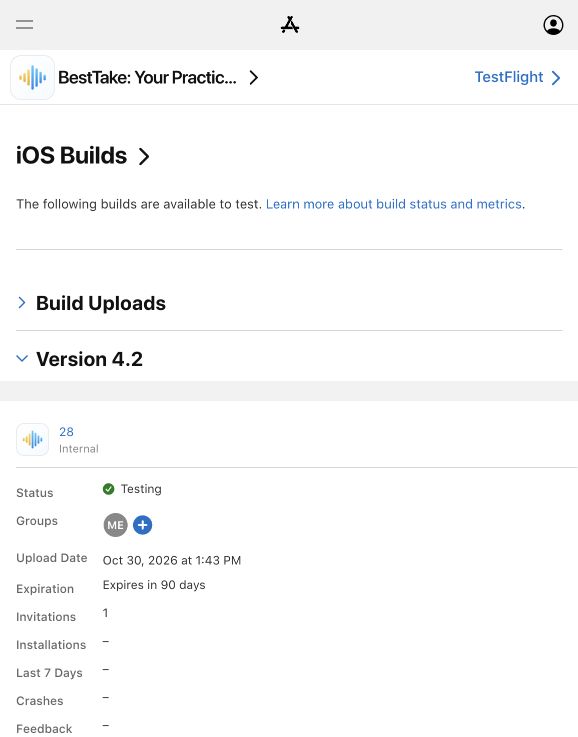 BestTake: Your Practic...
TestFlight
iOS Builds
The following builds are available to test. Learn more about build status and metrics.
Build Uploads
Version 4.2
28
Internal
Status Testing
Groups ME
Upload Date Oct 30, 2026 at 1:43 PM
Expiration Expires in 90 days
Invitations 1
Installations –
Last 7 Days –
Crashes –
Feedback –